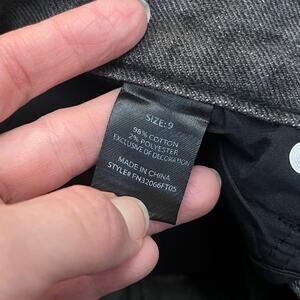 SIZE: 9
98% COTTON
2% POLYESTER
EXCLUSIVE OF DECORATION
MADE IN CHINA
STYLE# FN32066FT05